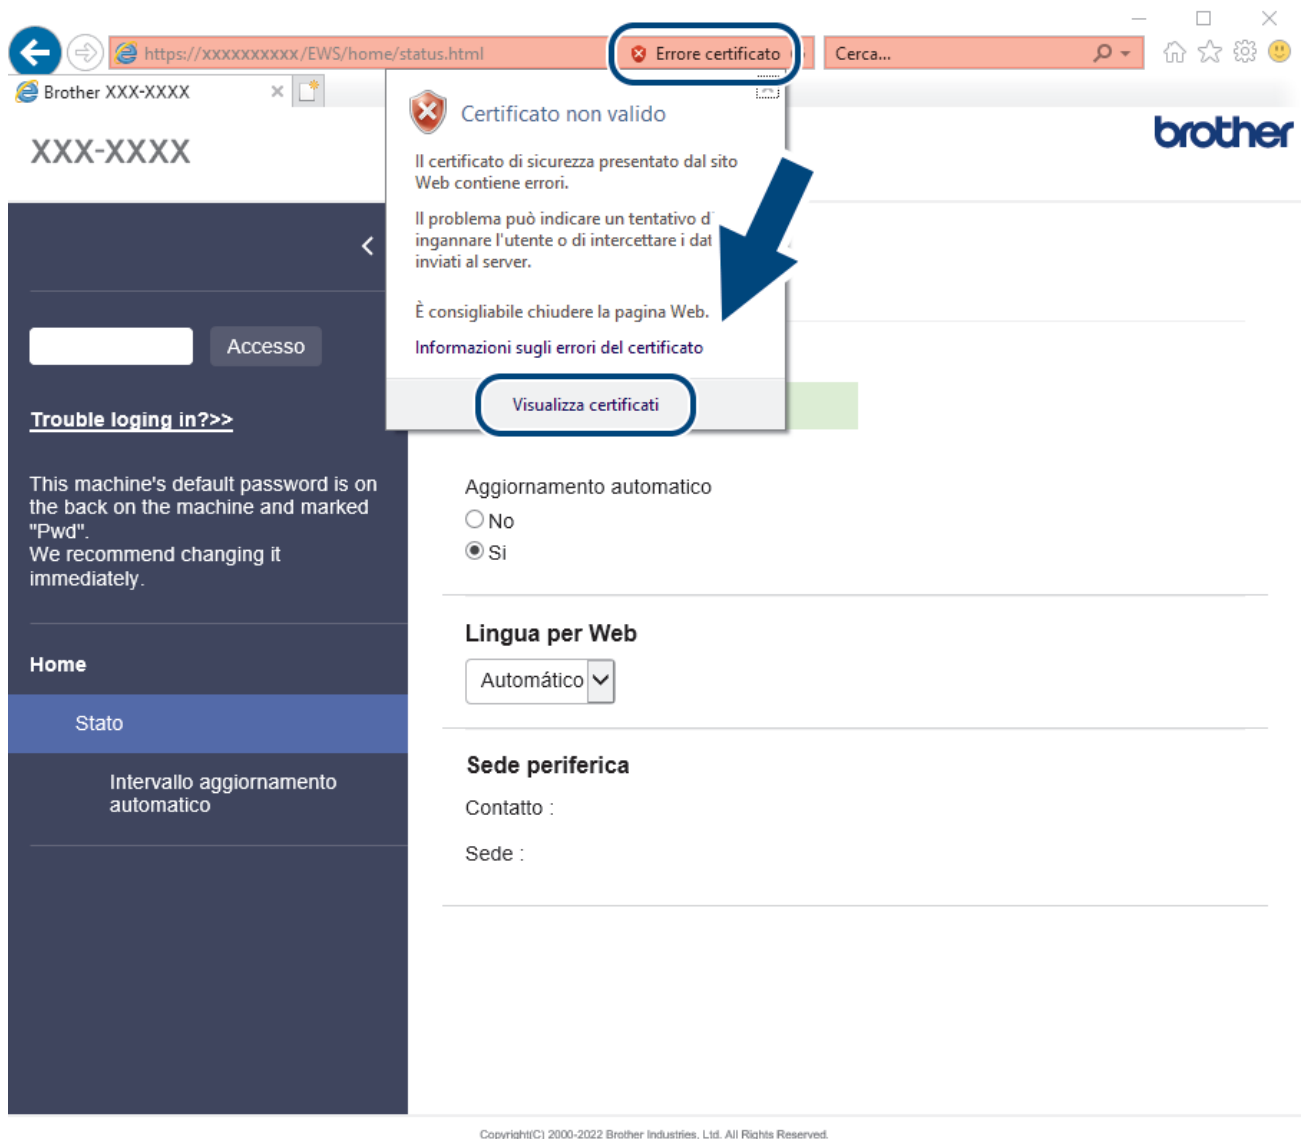 https://xxxxxxxxxx/EWS/home/status.html
Errore certificato
Cerca...
Brother XXX-XXXX
XXX-XXXX
brother
Certificato non valido
Il certificato di sicurezza presentato dal sito
Web contiene errori.
Il problema può indicare un tentativo d
ingannare l'utente o di intercettare i dat
inviati al server.
È consigliabile chiudere la pagina Web.
Informazioni sugli errori del certificato
Visualizza certificati
Accesso
Trouble loging in?>>
This machine's default password is on
the back on the machine and marked
"Pwd".
We recommend changing it
immediately.
Home
Stato
Intervallo aggiornamento
automatico
Aggiornamento automatico
No
Si
Lingua per Web
Automático
Sede periferica
Contatto :
Sede :
Copyright(C) 2000-2022 Brother Industries, Ltd. All Rights Reserved.